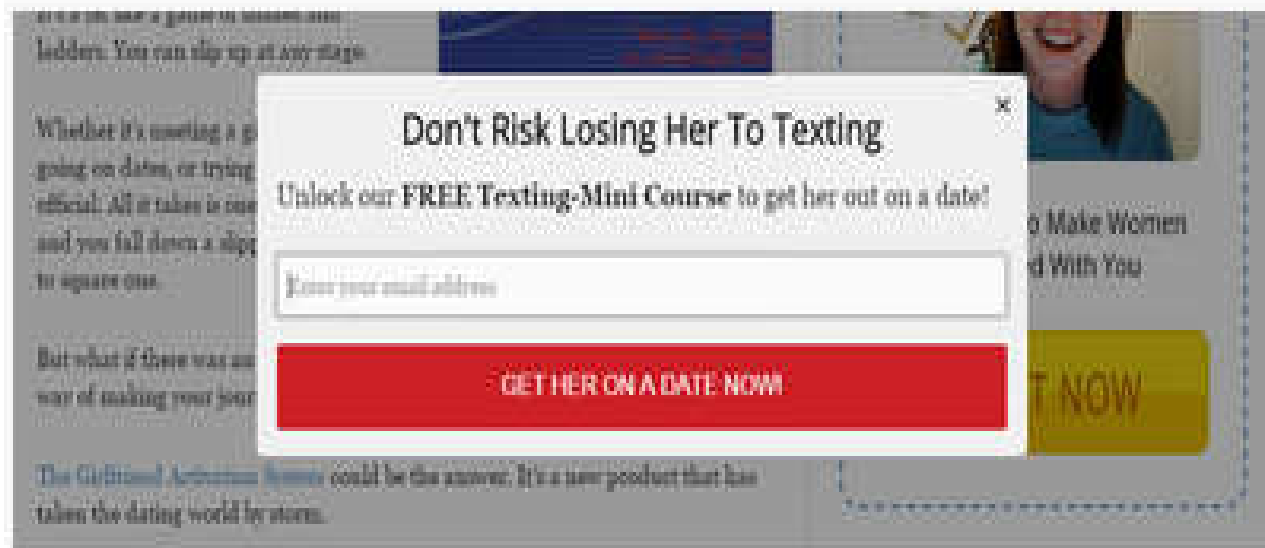 ladders. You can slip up at any stage.
Whether it's meeting a
going on dates, or trying
official. All it takes is one
and you fall down a
to square one.
But what if there was an
way of making your
The Girlfriend Activation System could be the answer. It's a new product that has
taken the dating world by storm.
×
Don't Risk Losing Her To Texting
Unlock our FREE Texting-Mini Course to get her out on a date!
Enter your email address
GET HER ON A DATE NOW!
Make Women
With You
NOW